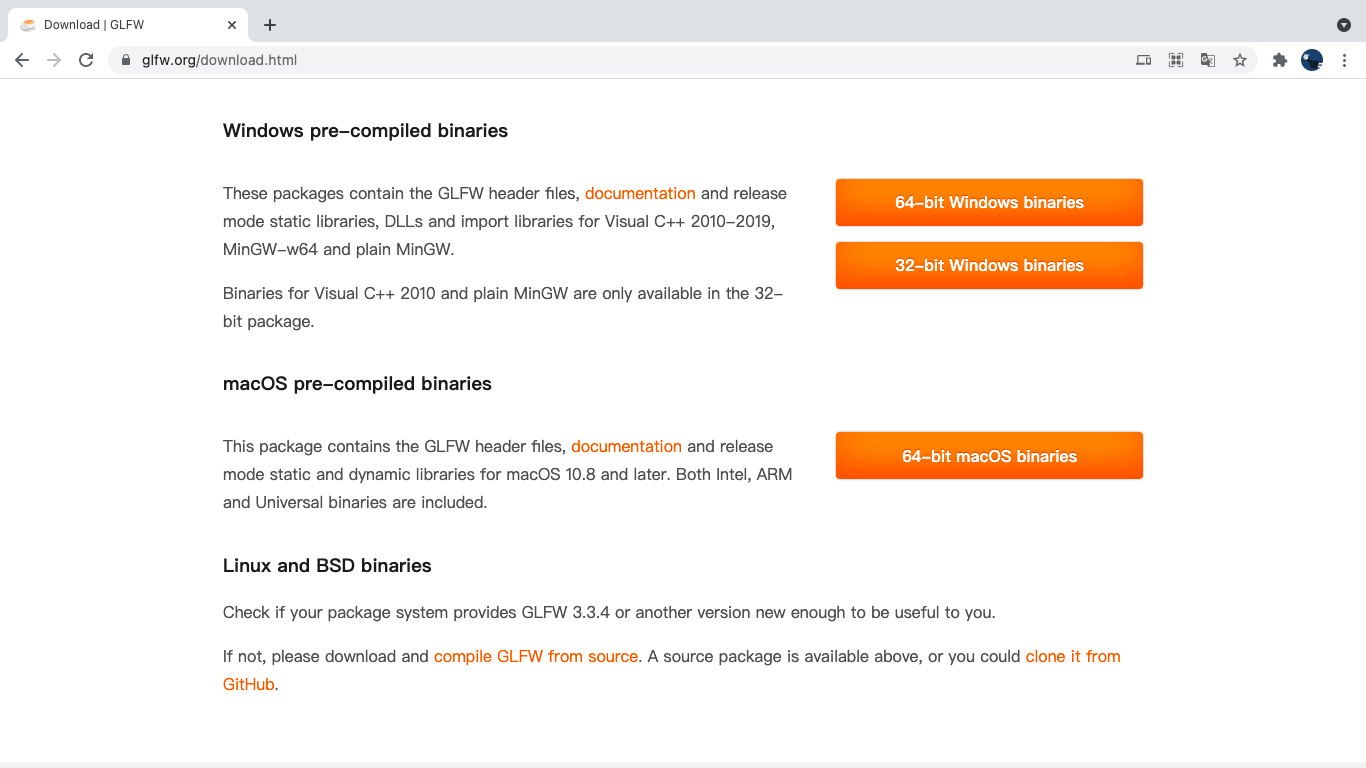 Download | GLFW
glfw.org/download.html
Windows pre-compiled binaries
These packages contain the GLFW header files, documentation and release
mode static libraries, DLLs and import libraries for Visual C++ 2010-2019,
MinGW-w64 and plain MinGW.
Binaries for Visual C++ 2010 and plain MinGW are only available in the 32-
bit package.
64-bit Windows binaries
32-bit Windows binaries
macOS pre-compiled binaries
This package contains the GLFW header files, documentation and release
mode static and dynamic libraries for macOS 10.8 and later. Both Intel, ARM
and Universal binaries are included.
64-bit macOS binaries
Linux and BSD binaries
Check if your package system provides GLFW 3.3.4 or another version new enough to be useful to you.
If not, please download and compile GLFW from source. A source package is available above, or you could clone it from
GitHub.